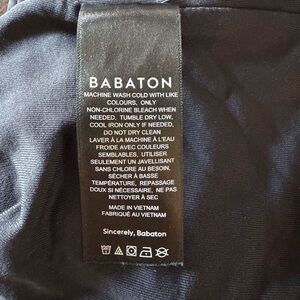 BABATON
MACHINE WASH COLD WITH LIKE
COLOURS, ONLY
NON-CHLORINE BLEACH WHEN
NEEDED, TUMBLE DRY LOW,
COOL IRON ONLY IF NEEDED,
DO NOT DRY CLEAN
LAVER À LA MACHINE À L'EAU
FROIDE AVEC COULEURS
SEMBLABLES, UTILISER
SEULEMENT UN JAVELLISANT
SANS CHLORE AU BESOIN,
SÉCHER À BASSE
TEMPÉRATURE, REPASSAGE
DOUX SI NÉCESSAIRE, NE PAS
NETTOYER À SEC
MADE IN VIETNAM
FABRIQUÉ AU VIETNAM
Sincerely, Babaton